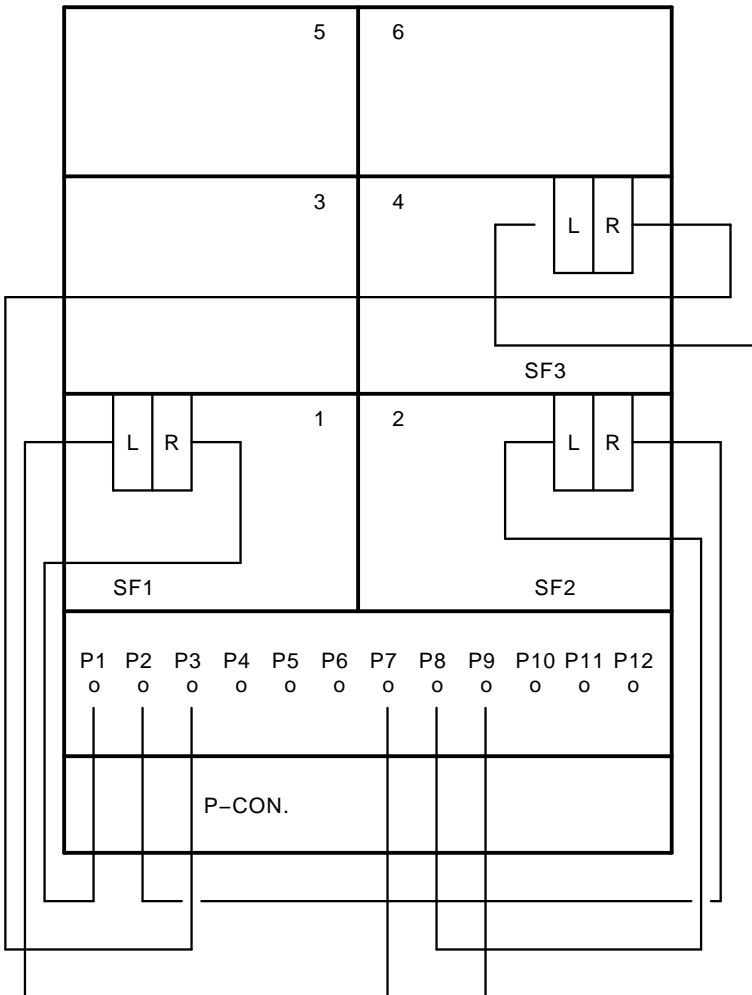 5 6
3 4
L R
SF3
1 2
L R L R
SF1 SF2
P1 P2 P3 P4 P5 P6 P7 P8 P9 P10 P11 P12
o o o o o o o o o o o o
P−CON.